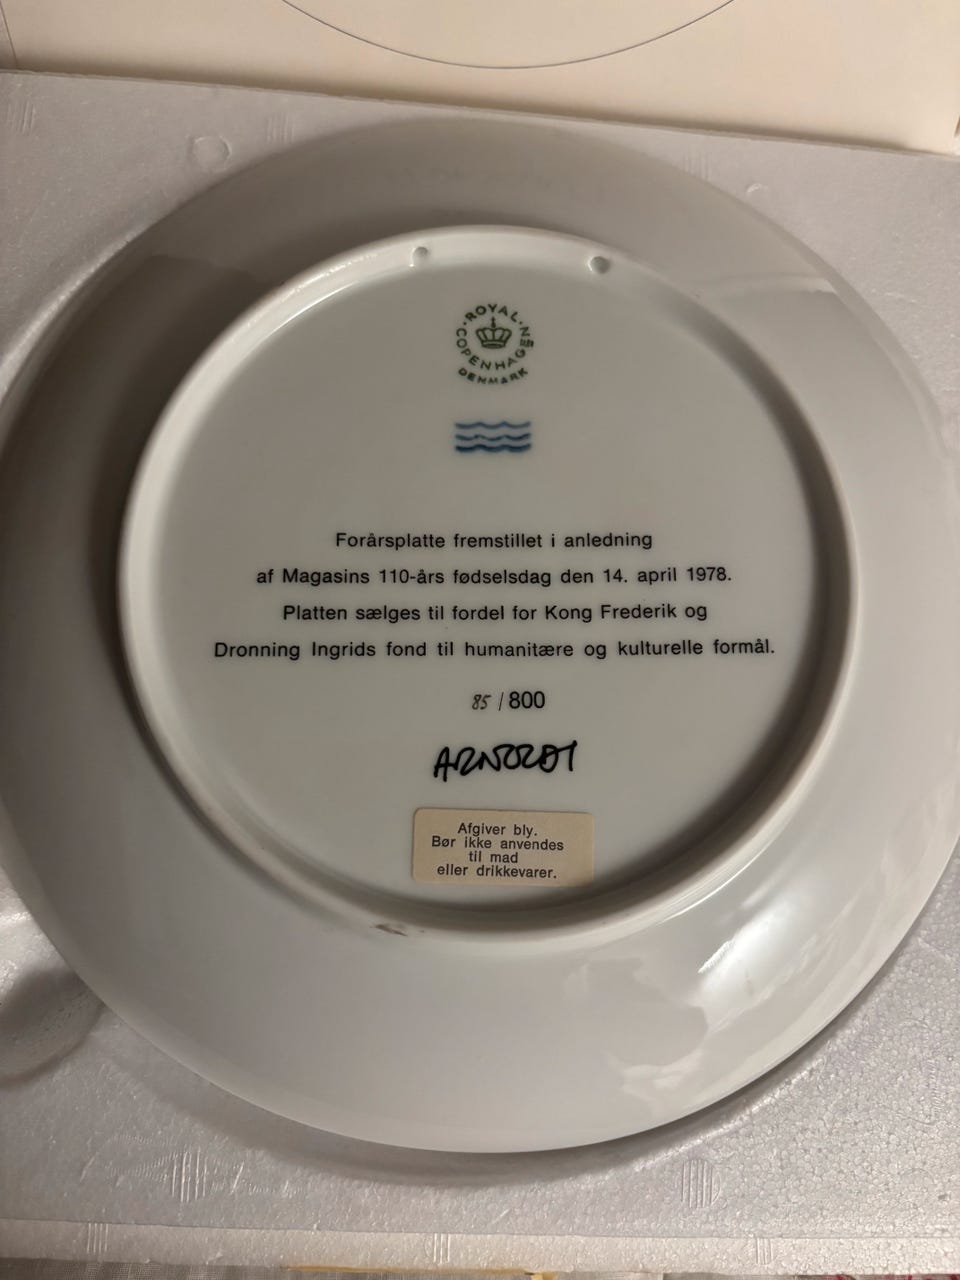 ROYAL COPENHAGEN
DENMARK
Forårsplatte fremstillet i anledning
af Magasins 110-års fødselsdag den 14. april 1978.
Platten sælges til fordel for Kong Frederik og
Dronning Ingrids fond til humanitære og kulturelle formål.
85 / 800
Afgiver bly.
Bør ikke anvendes
til mad
eller drikkevarer.